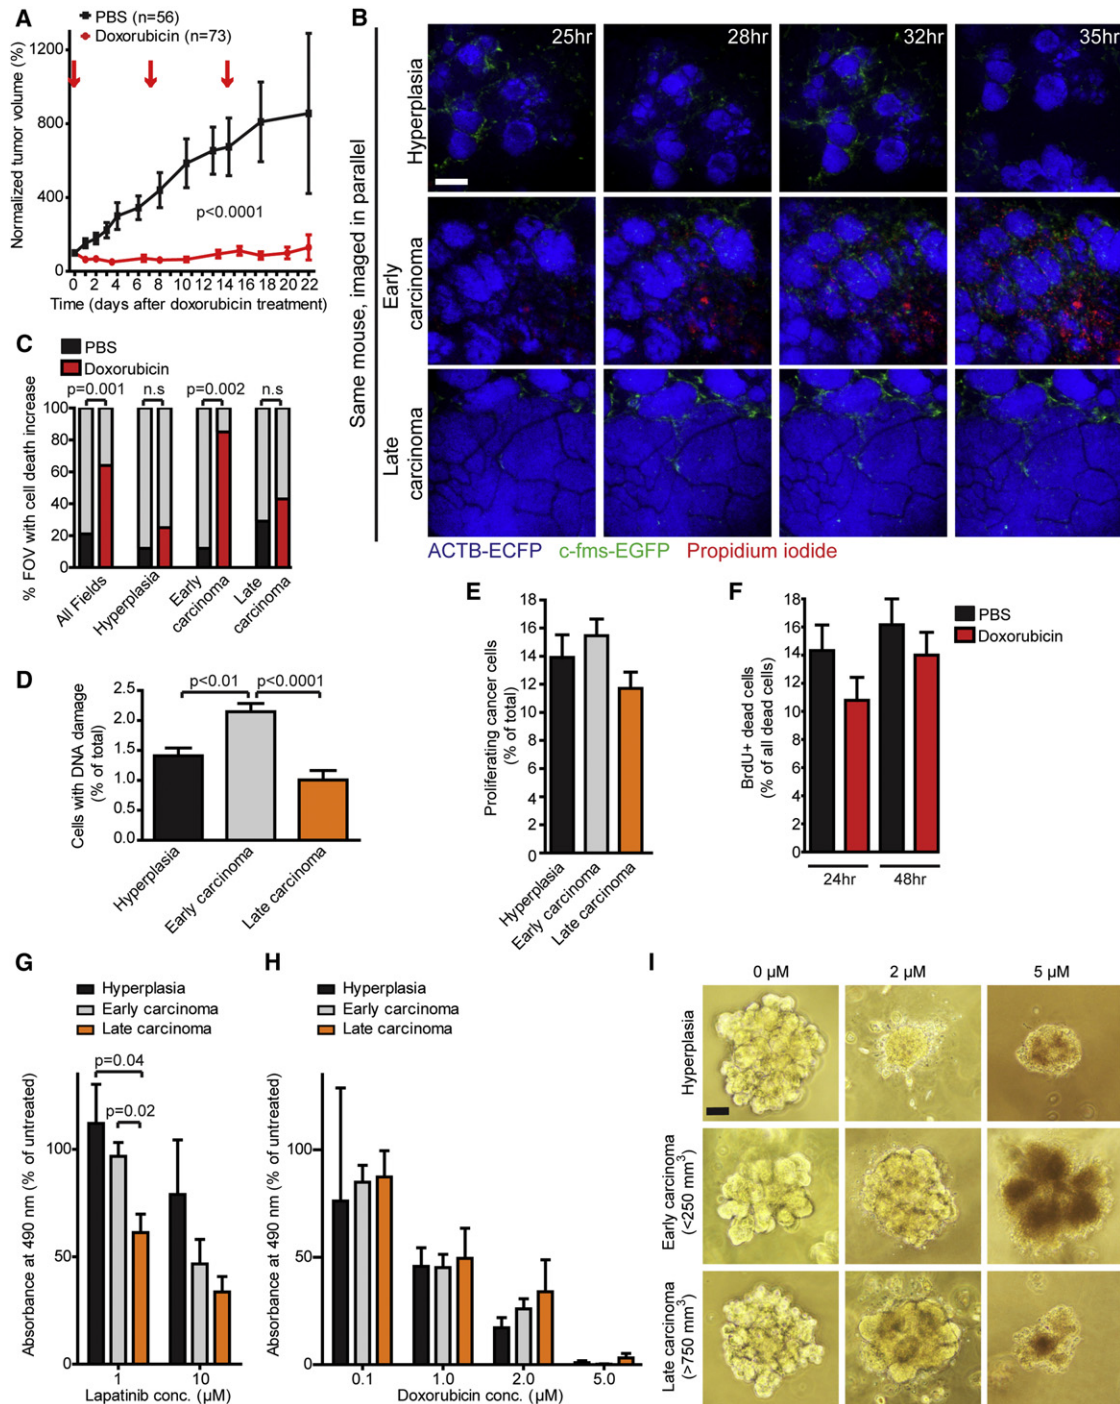 A
PBS (n=56)
Doxorubicin (n=73)
Normalized tumor volume (%)
1200
800
400
0
p<0.0001
0 1 2 3 4 5 6 7 8 9 10 12 14 16 18 20 22
Time (days after doxorubicin treatment)
B
Same mouse, imaged in parallel
Hyperplasia
Early
carcinoma
Late
carcinoma
25hr
28hr
32hr
35hr
ACTB-ECFP c-fms-EGFP Propidium iodide
C
PBS
Doxorubicin
p=0.001
n.s
p=0.002
n.s
% FOV with cell death increase
100
80
60
40
20
0
All Fields
Hyperplasia
Early
carcinoma
Late
carcinoma
D
Cells with DNA damage
(% of total)
2.5
2.0
1.5
1.0
0.5
0.0
p<0.01
p<0.0001
Hyperplasia
Early carcinoma
Late carcinoma
E
Proliferating cancer cells
(% of total)
18
16
14
12
10
8
6
4
2
0
Hyperplasia
Early carcinoma
Late carcinoma
F
PBS
Doxorubicin
BrdU+ dead cells
(% of all dead cells)
18
16
14
12
10
8
6
4
2
0
24hr
48hr
G
Hyperplasia
Early carcinoma
Late carcinoma
p=0.04
p=0.02
Absorbance at 490 nm (% of untreated)
100
50
0
1
10
Lapatinib conc. (µM)
H
Hyperplasia
Early carcinoma
Late carcinoma
Absorbance at 490 nm (% of untreated)
100
50
0
0.1
1.0
2.0
5.0
Doxorubicin conc. (µM)
I
0 µM
2 µM
5 µM
Hyperplasia
Early carcinoma
(<250 mm³)
Late carcinoma
(>750 mm³)